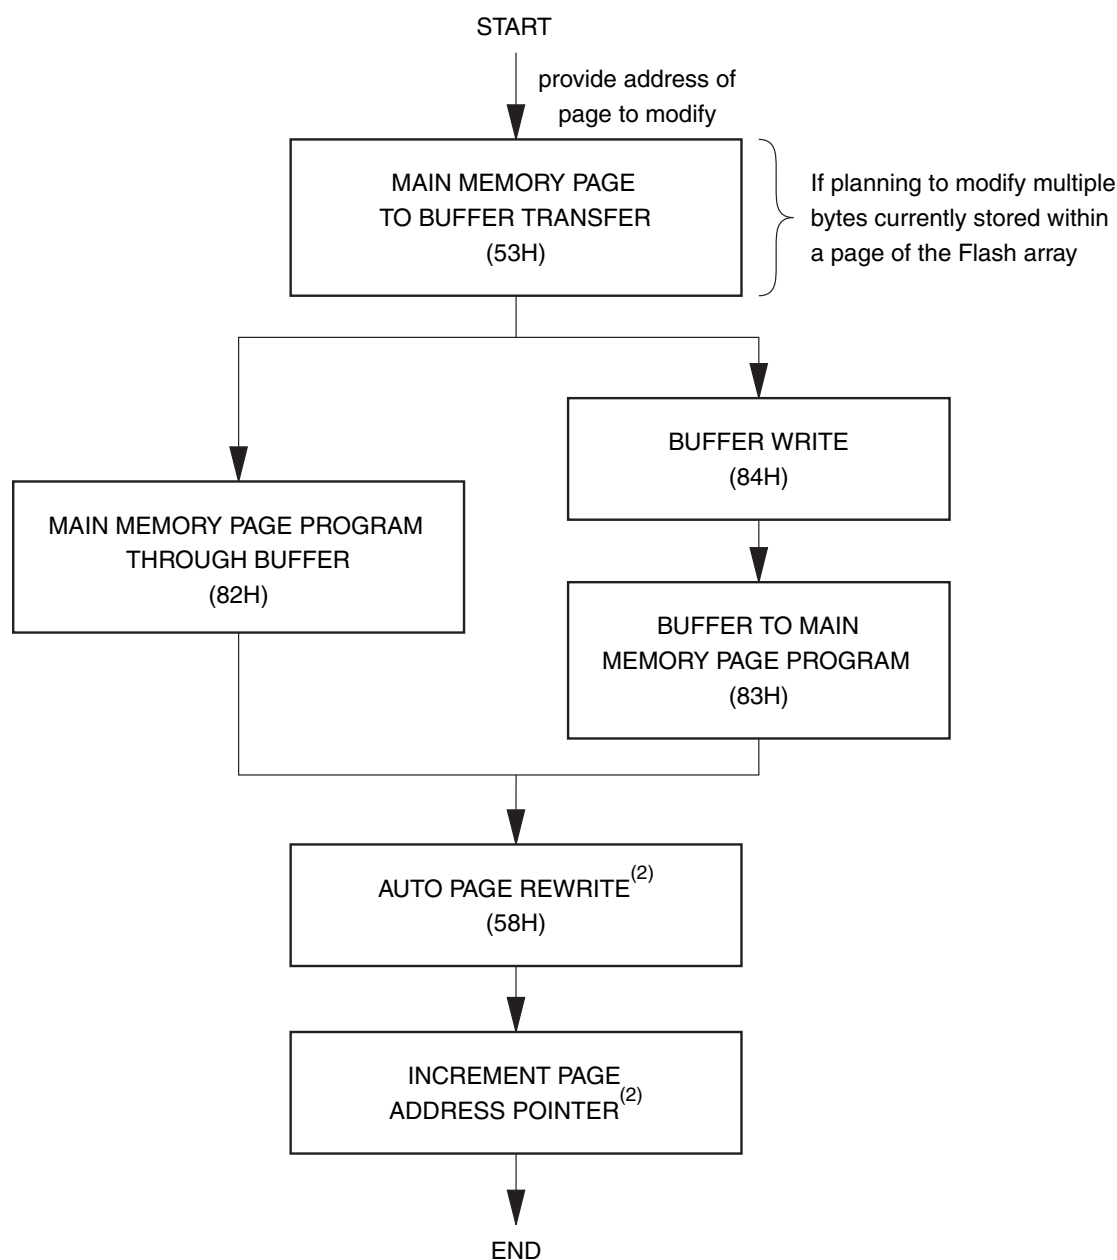 START
provide address of
page to modify
MAIN MEMORY PAGE
TO BUFFER TRANSFER
(53H)
If planning to modify multiple
bytes currently stored within
a page of the Flash array
BUFFER WRITE
(84H)
MAIN MEMORY PAGE PROGRAM
THROUGH BUFFER
(82H)
BUFFER TO MAIN
MEMORY PAGE PROGRAM
(83H)
AUTO PAGE REWRITE(2)
(58H)
INCREMENT PAGE
ADDRESS POINTER(2)
END